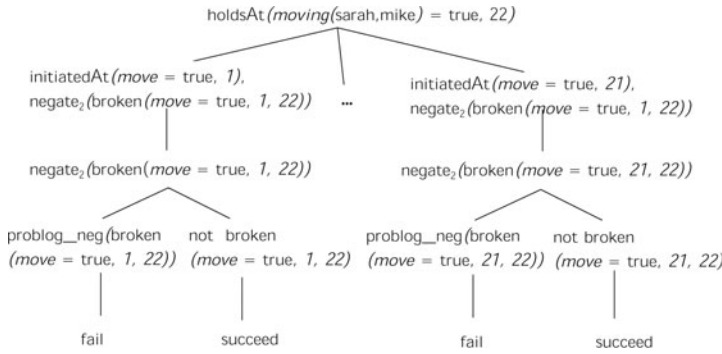 holdsAt(moving(sarah,mike) = true, 22)
initiatedAt(move = true, 1),
negate₂(broken(move = true, 1, 22))
...
initiatedAt(move = true, 21),
negate₂(broken(move = true, 1, 22))
negate₂(broken(move = true, 1, 22))
negate₂(broken(move = true, 21, 22))
problog_neg(broken
(move = true, 1, 22))
not broken
(move = true, 1, 22)
problog_neg(broken
(move = true, 21, 22))
not broken
(move = true, 21, 22)
fail
succeed
fail
succeed